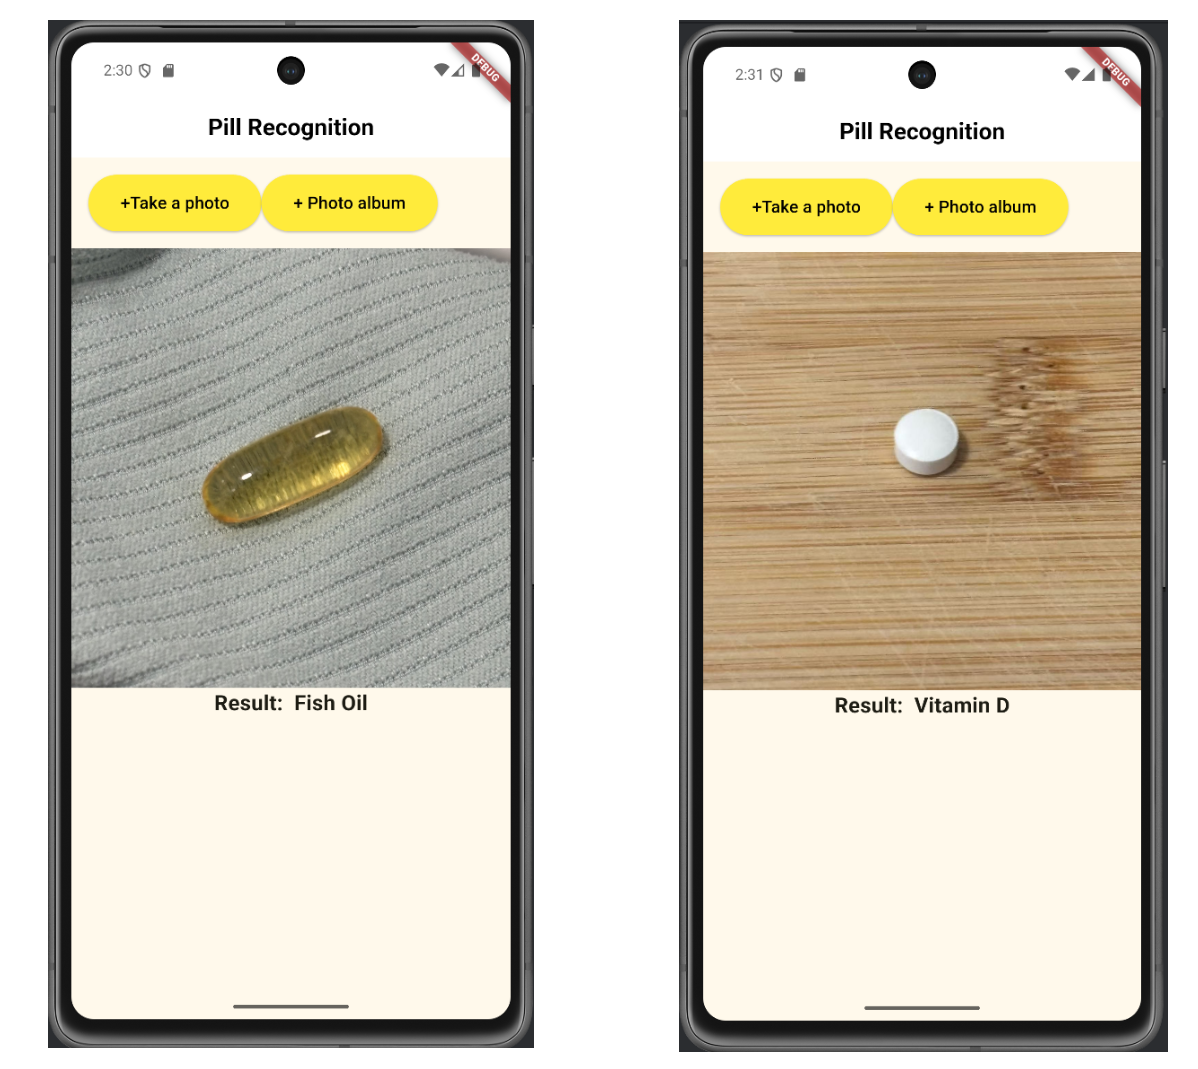 2:30
DEBUG
Pill Recognition
+Take a photo
+ Photo album
Result: Fish Oil
2:31
DEBUG
Pill Recognition
+Take a photo
+ Photo album
Result: Vitamin D